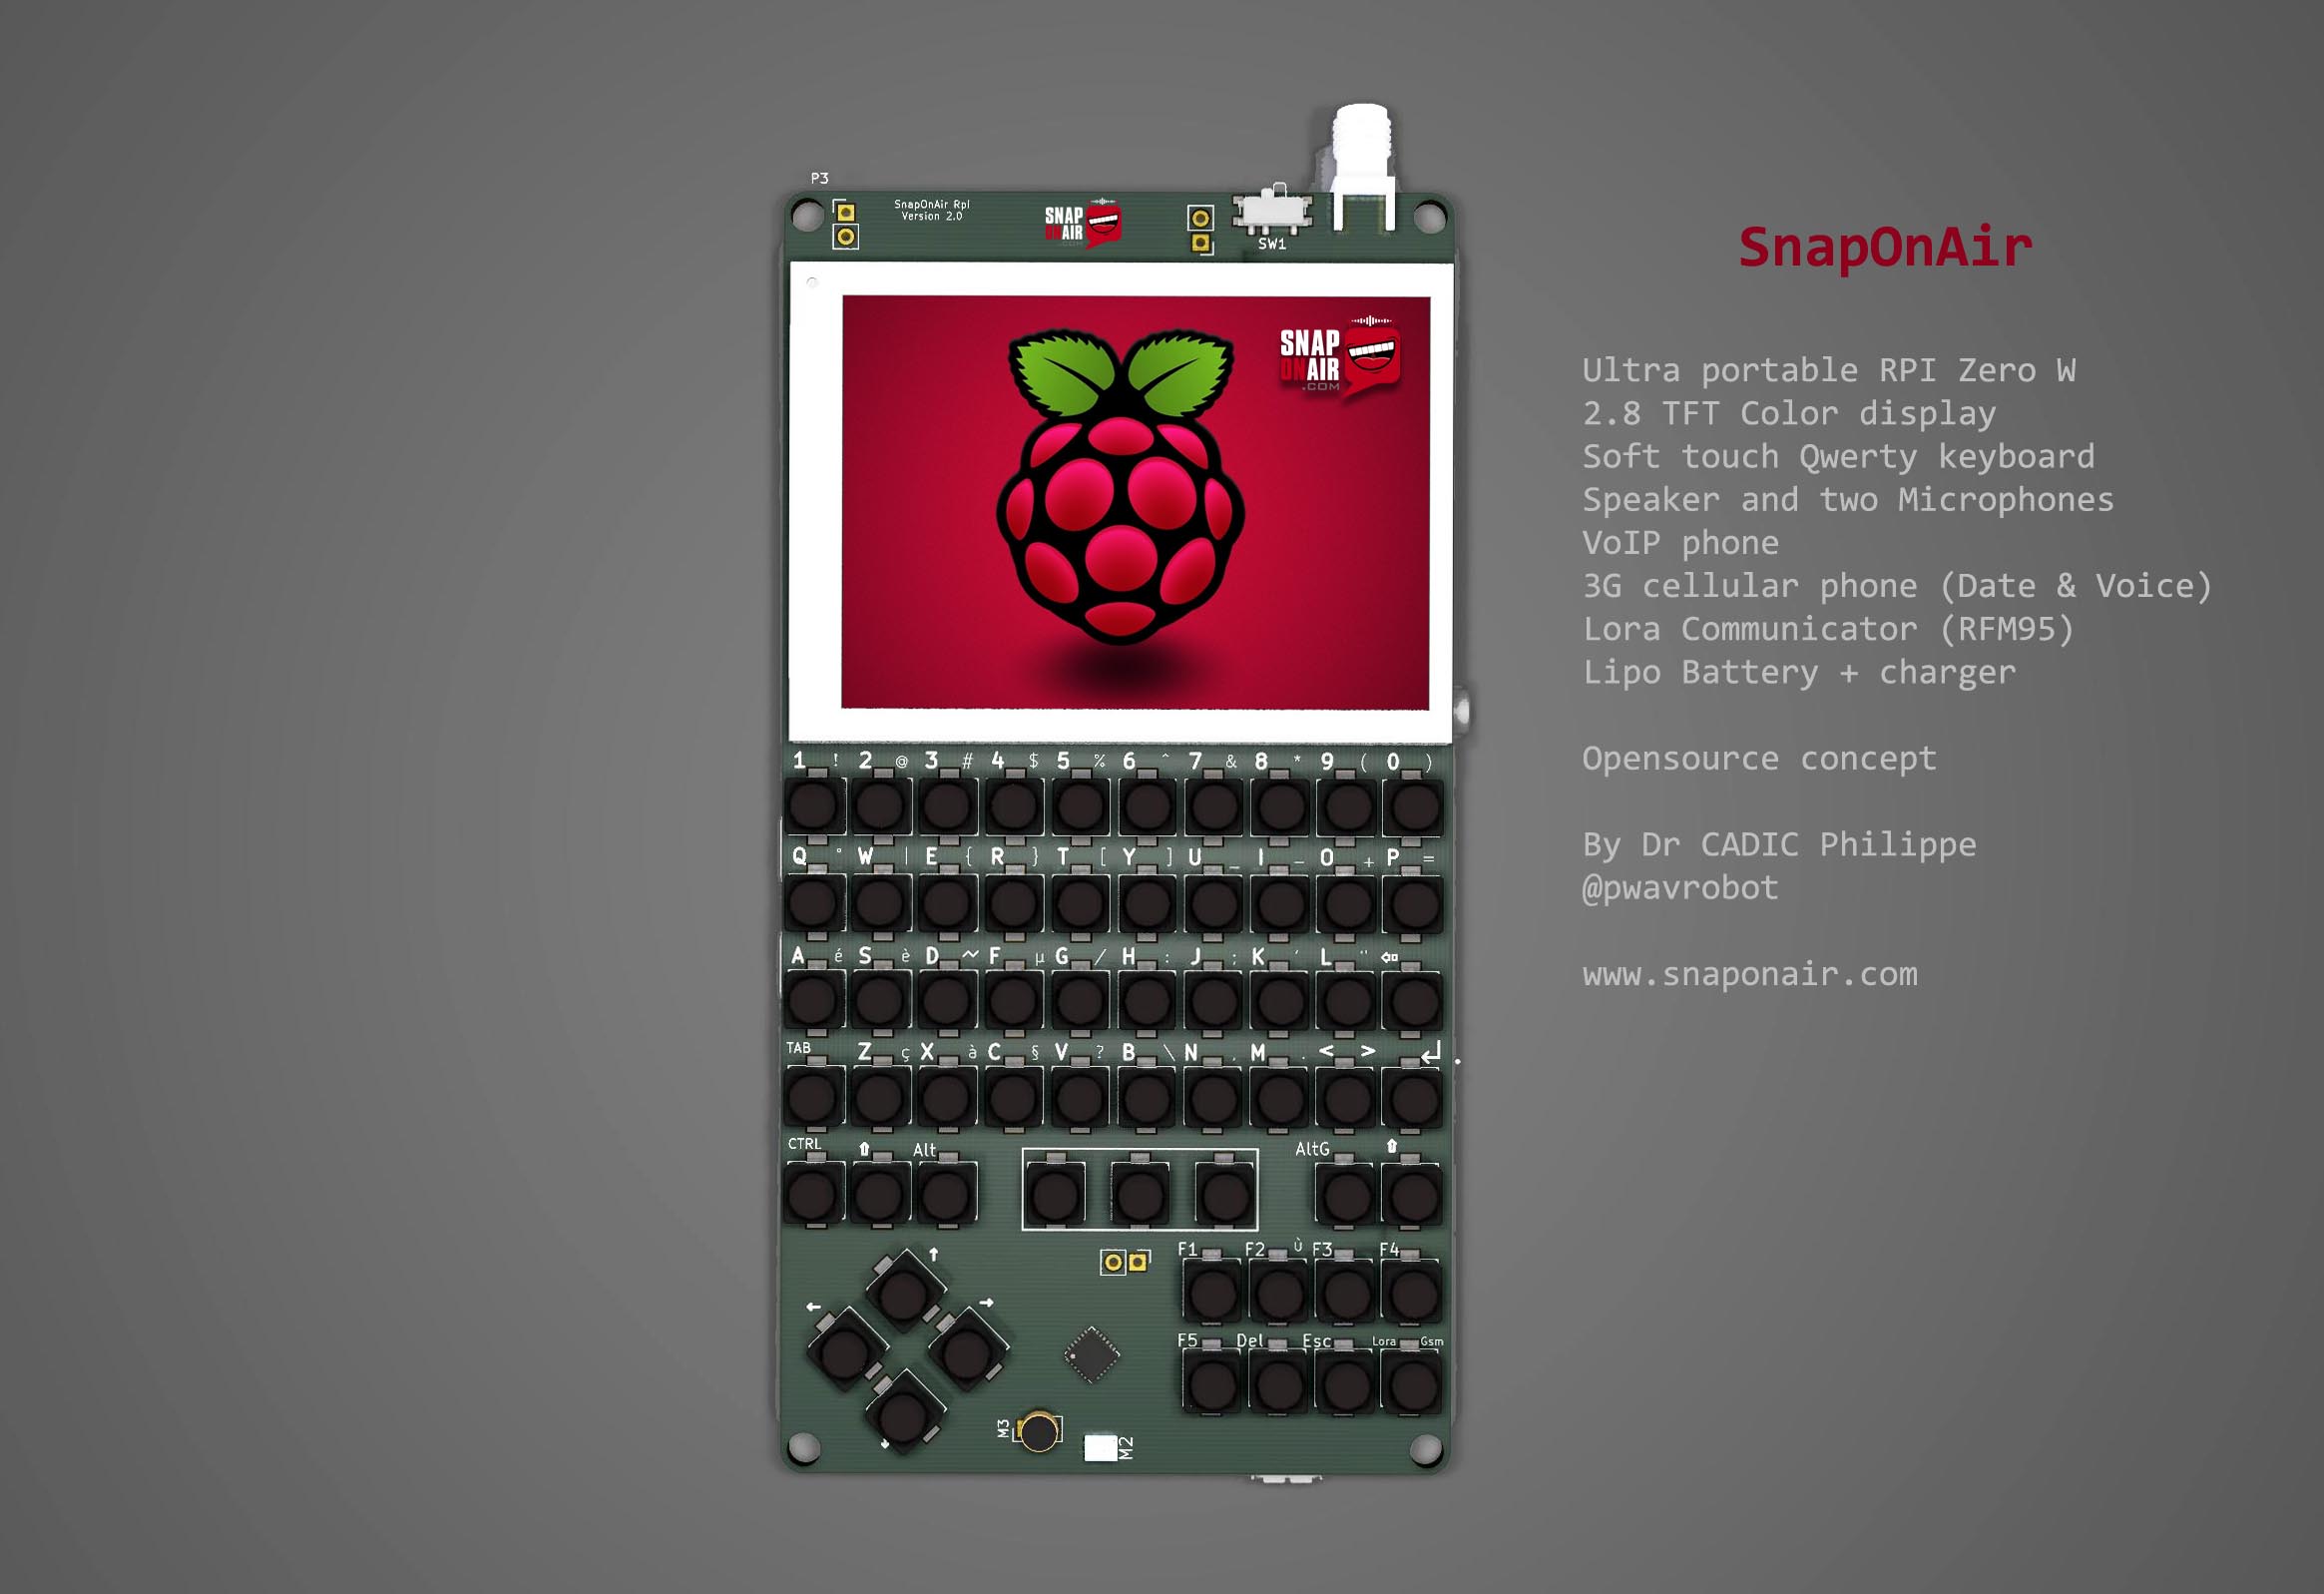 P3
SnapOnAir Rpi
Version 2.0
SNAP
ONAIR
.COM
SW1
SnapOnAir
SNAP
ONAIR
.COM
Ultra portable RPI Zero W
2.8 TFT Color display
Soft touch Qwerty keyboard
Speaker and two Microphones
VoIP phone
3G cellular phone (Date & Voice)
Lora Communicator (RFM95)
Lipo Battery + charger
Opensource concept
By Dr CADIC Philippe
@pwavrobot
www.snaponair.com
1 ! 2 @ 3 # 4 $ 5 % 6 ^ 7 & 8 * 9 ( 0 )
Q ° W | E { R } T [ Y ] U _ I – O + P =
A é S è D ~ F µ G / H : J ; K ' L " ⇦
TAB Z ç X à C § V ? B \ N , M . < > ↵
CTRL ⇧ Alt AltG ⇧
↑
← →
↓
F1 F2 Ù F3 F4
F5 Del Esc Lora Gsm
M3
M2